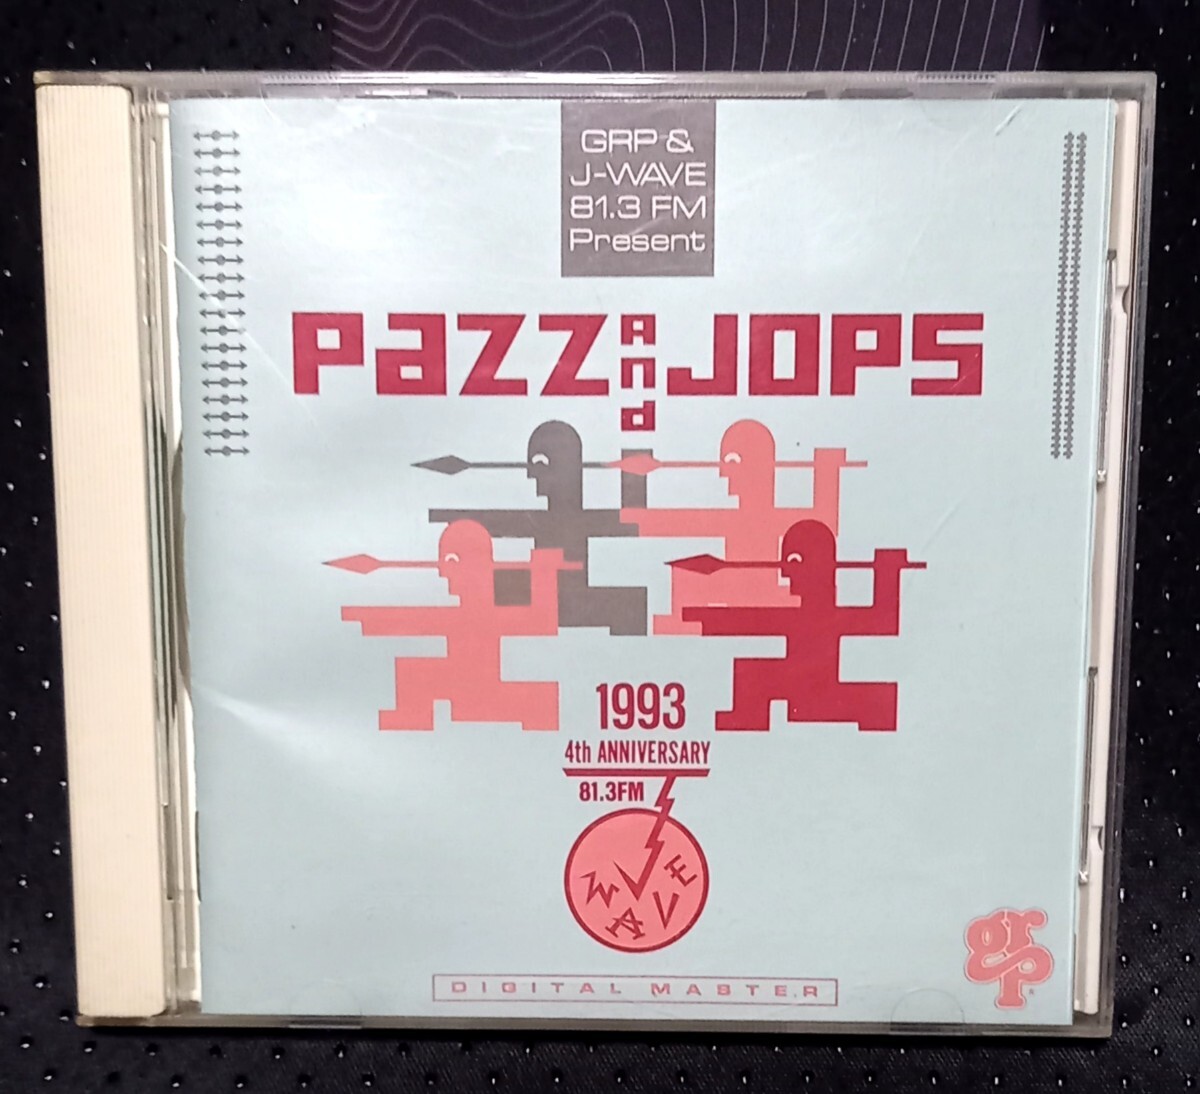 GRP &
J-WAVE
81.3 FM
Present
Pazz and Jops
1993
4th ANNIVERSARY
81.3FM
J
WAVE
DIGITAL MASTER
grp